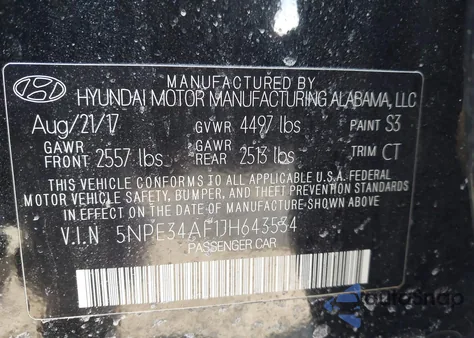 MANUFACTURED BY
HYUNDAI MOTOR MANUFACTURING ALABAMA, LLC
Aug/21/17 GVWR 4497 lbs PAINT S3
GAWR FRONT 2557 lbs GAWR REAR 2513 lbs TRIM CT
THIS VEHICLE CONFORMS TO ALL APPLICABLE U.S.A. FEDERAL
MOTOR VEHICLE SAFETY, BUMPER, AND THEFT PREVENTION STANDARDS
IN EFFECT ON THE DATE OF MANUFACTURE SHOWN ABOVE.
V.I.N 5NPE34AF1JH643534
PASSENGER CAR
AutoSnap